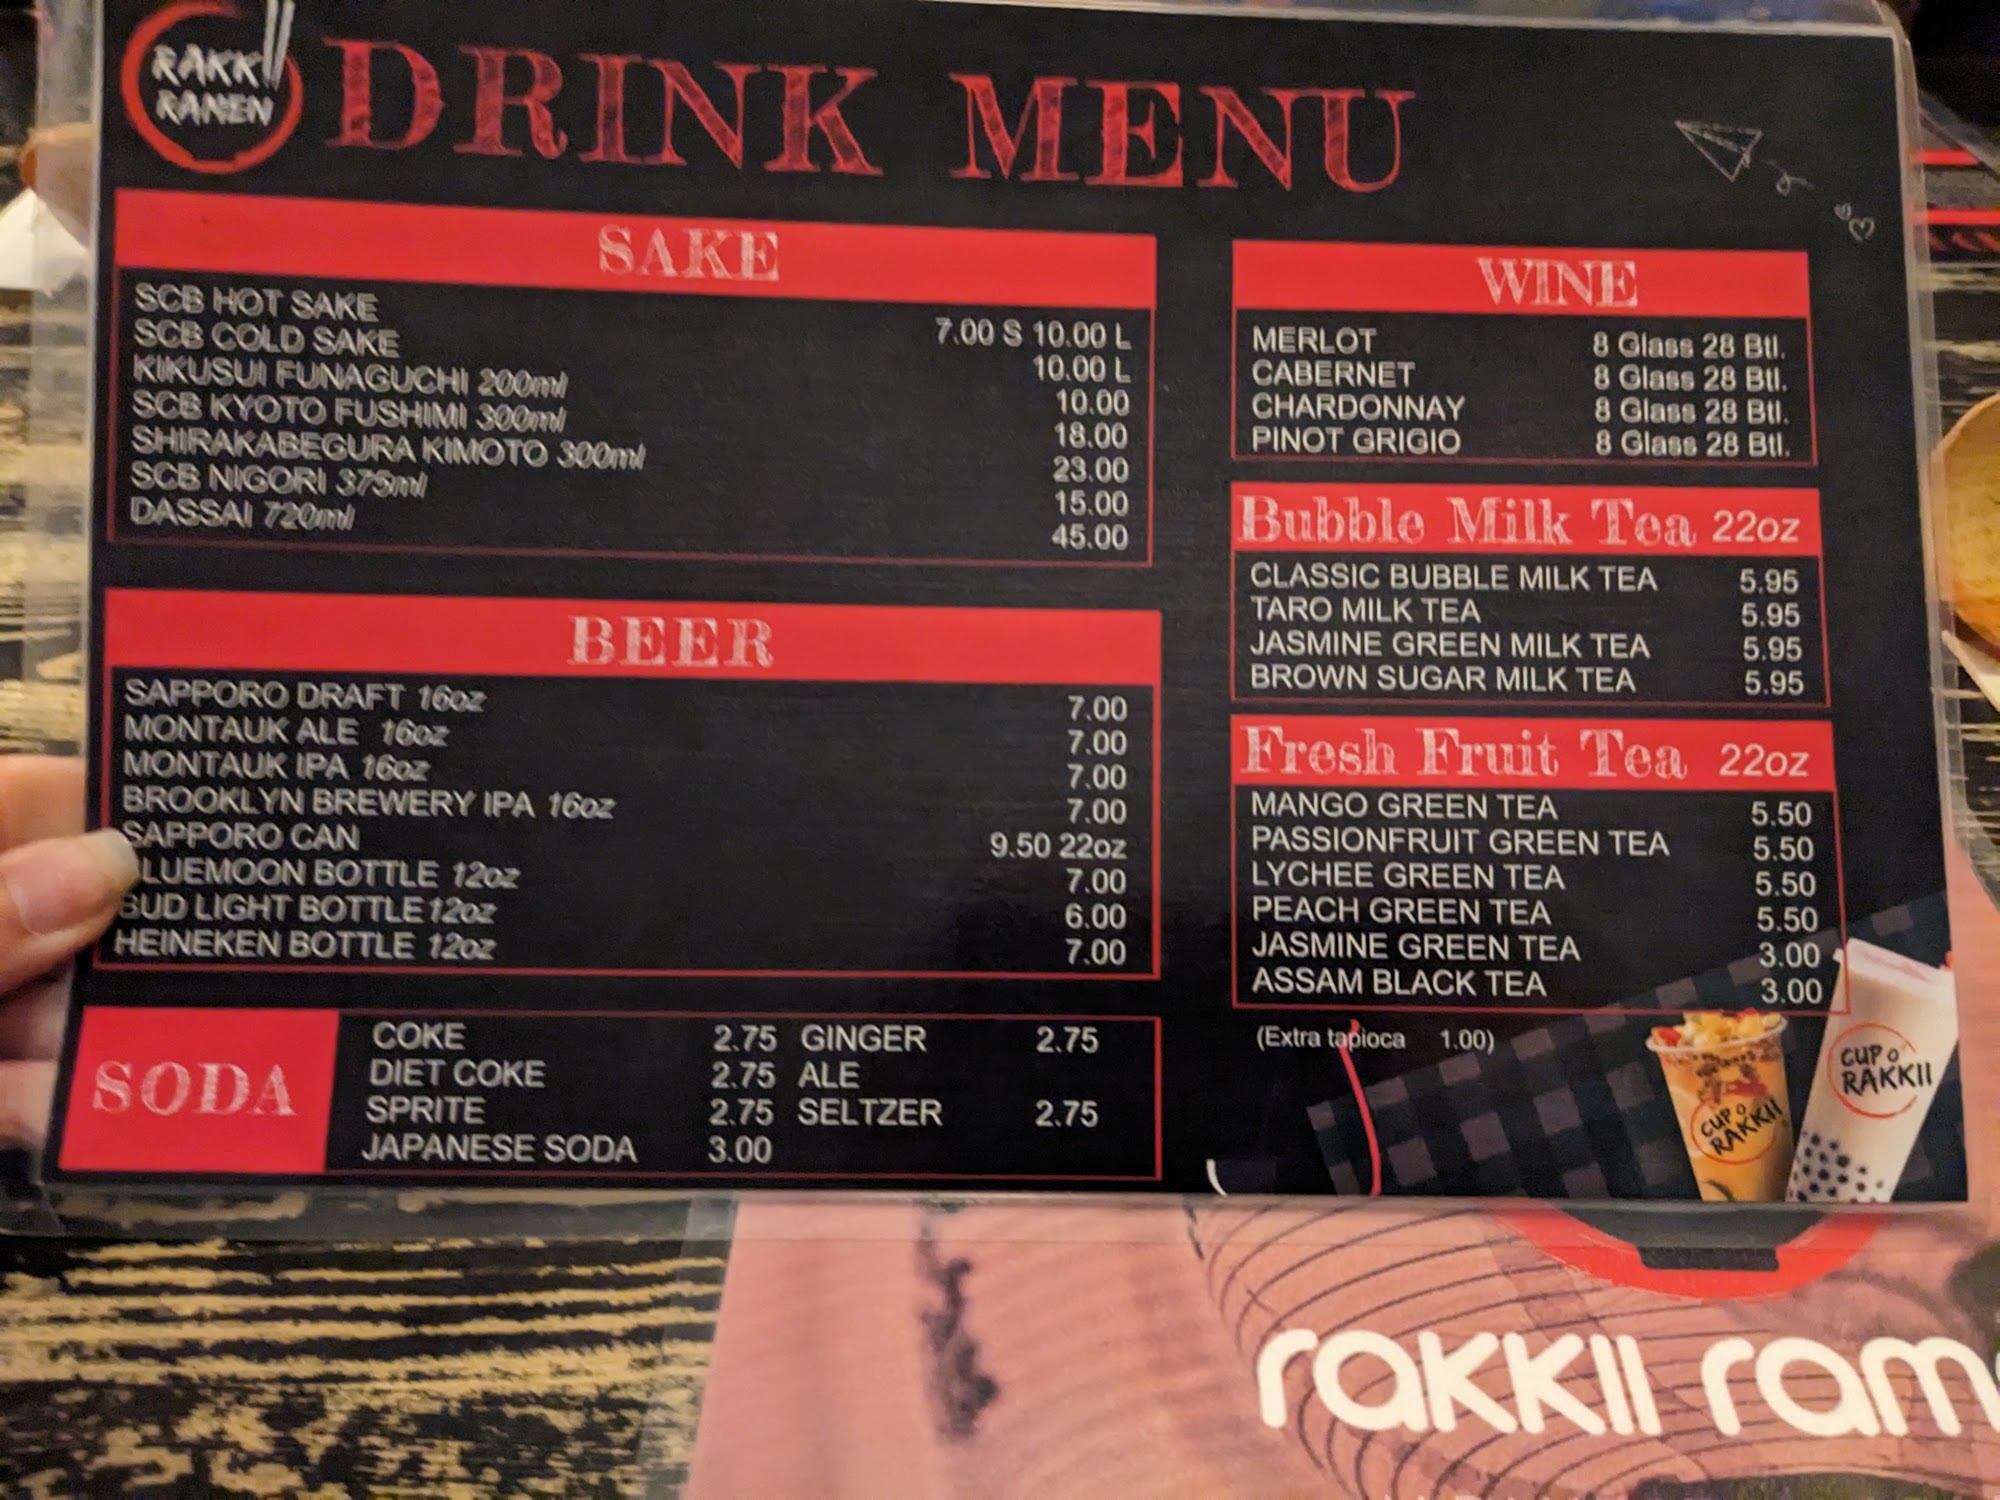 RAKKII
RAMEN
DRINK MENU
SAKE
SCB HOT SAKE 7.00 S 10.00 L
SCB COLD SAKE 10.00 L
KIKUSUI FUNAGUCHI 200ml 10.00
SCB KYOTO FUSHIMI 300ml 18.00
SHIRAKABEGURA KIMOTO 300ml 23.00
SCB NIGORI 375ml 15.00
DASSAI 720ml 45.00
BEER
SAPPORO DRAFT 16oz 7.00
MONTAUK ALE 16oz 7.00
MONTAUK IPA 16oz 7.00
BROOKLYN BREWERY IPA 16oz 7.00
SAPPORO CAN 9.50 22oz
LUEMOON BOTTLE 12oz 7.00
BUD LIGHT BOTTLE 12oz 6.00
HEINEKEN BOTTLE 12oz 7.00
SODA
COKE 2.75 GINGER 2.75
DIET COKE 2.75 ALE
SPRITE 2.75 SELTZER 2.75
JAPANESE SODA 3.00
WINE
MERLOT 8 Glass 28 Btl.
CABERNET 8 Glass 28 Btl.
CHARDONNAY 8 Glass 28 Btl.
PINOT GRIGIO 8 Glass 28 Btl.
Bubble Milk Tea 22oz
CLASSIC BUBBLE MILK TEA 5.95
TARO MILK TEA 5.95
JASMINE GREEN MILK TEA 5.95
BROWN SUGAR MILK TEA 5.95
Fresh Fruit Tea 22oz
MANGO GREEN TEA 5.50
PASSIONFRUIT GREEN TEA 5.50
LYCHEE GREEN TEA 5.50
PEACH GREEN TEA 5.50
JASMINE GREEN TEA 3.00
ASSAM BLACK TEA 3.00
(Extra tapioca 1.00)
CUP O'
RAKKII
CUP O'
RAKKII
rakkii ram